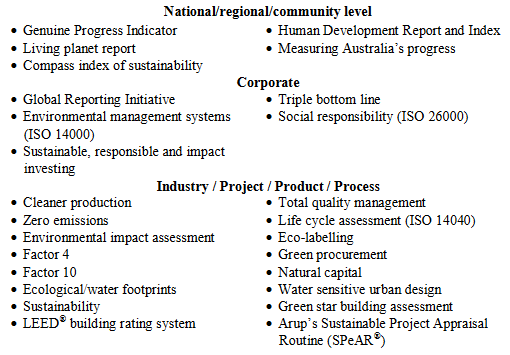 National/regional/community level
• Genuine Progress Indicator
• Living planet report
• Compass index of sustainability
• Human Development Report and Index
• Measuring Australia's progress
Corporate
• Global Reporting Initiative
• Environmental management systems
(ISO 14000)
• Sustainable, responsible and impact
investing
• Triple bottom line
• Social responsibility (ISO 26000)
Industry / Project / Product / Process
• Cleaner production
• Zero emissions
• Environmental impact assessment
• Factor 4
• Factor 10
• Ecological/water footprints
• Sustainability
• LEED® building rating system
• Total quality management
• Life cycle assessment (ISO 14040)
• Eco-labelling
• Green procurement
• Natural capital
• Water sensitive urban design
• Green star building assessment
• Arup's Sustainable Project Appraisal
Routine (SPeAR®)